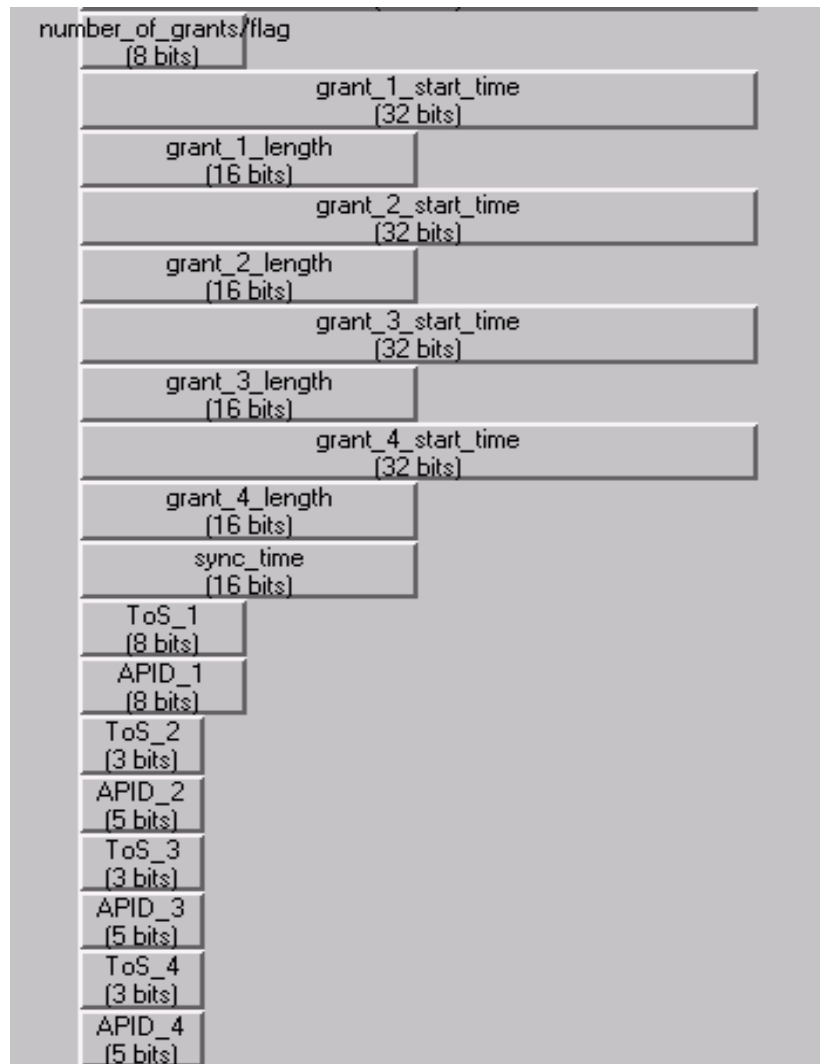 number_of_grants/flag
(8 bits)
grant_1_start_time
(32 bits)
grant_1_length
(16 bits)
grant_2_start_time
(32 bits)
grant_2_length
(16 bits)
grant_3_start_time
(32 bits)
grant_3_length
(16 bits)
grant_4_start_time
(32 bits)
grant_4_length
(16 bits)
sync_time
(16 bits)
ToS_1
(8 bits)
APID_1
(8 bits)
ToS_2
(3 bits)
APID_2
(5 bits)
ToS_3
(3 bits)
APID_3
(5 bits)
ToS_4
(3 bits)
APID_4
(5 bits)